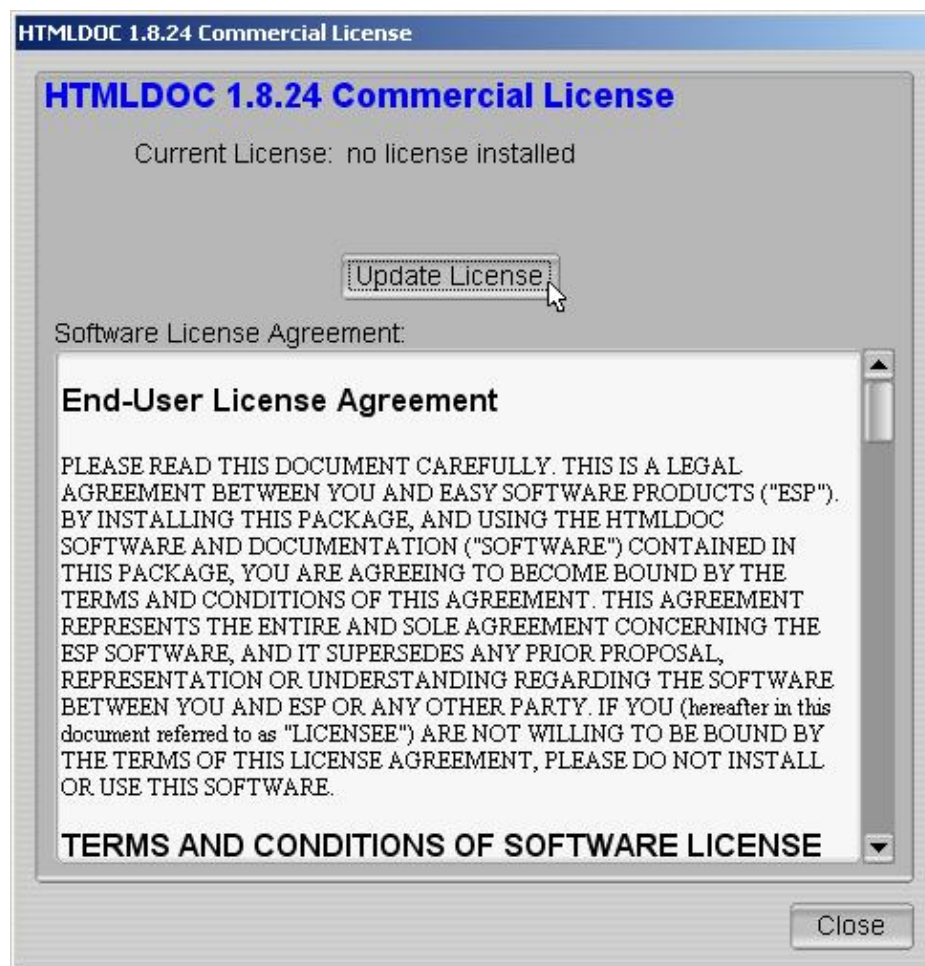 HTMLDOC 1.8.24 Commercial License
HTMLDOC 1.8.24 Commercial License
Current License: no license installed
Update License
Software License Agreement:
End-User License Agreement
PLEASE READ THIS DOCUMENT CAREFULLY. THIS IS A LEGAL
AGREEMENT BETWEEN YOU AND EASY SOFTWARE PRODUCTS ("ESP").
BY INSTALLING THIS PACKAGE, AND USING THE HTMLDOC
SOFTWARE AND DOCUMENTATION ("SOFTWARE") CONTAINED IN
THIS PACKAGE, YOU ARE AGREEING TO BECOME BOUND BY THE
TERMS AND CONDITIONS OF THIS AGREEMENT. THIS AGREEMENT
REPRESENTS THE ENTIRE AND SOLE AGREEMENT CONCERNING THE
ESP SOFTWARE, AND IT SUPERSEDES ANY PRIOR PROPOSAL,
REPRESENTATION OR UNDERSTANDING REGARDING THE SOFTWARE
BETWEEN YOU AND ESP OR ANY OTHER PARTY. IF YOU (hereafter in this
document referred to as "LICENSEE") ARE NOT WILLING TO BE BOUND BY
THE TERMS OF THIS LICENSE AGREEMENT, PLEASE DO NOT INSTALL
OR USE THIS SOFTWARE.
TERMS AND CONDITIONS OF SOFTWARE LICENSE
Close